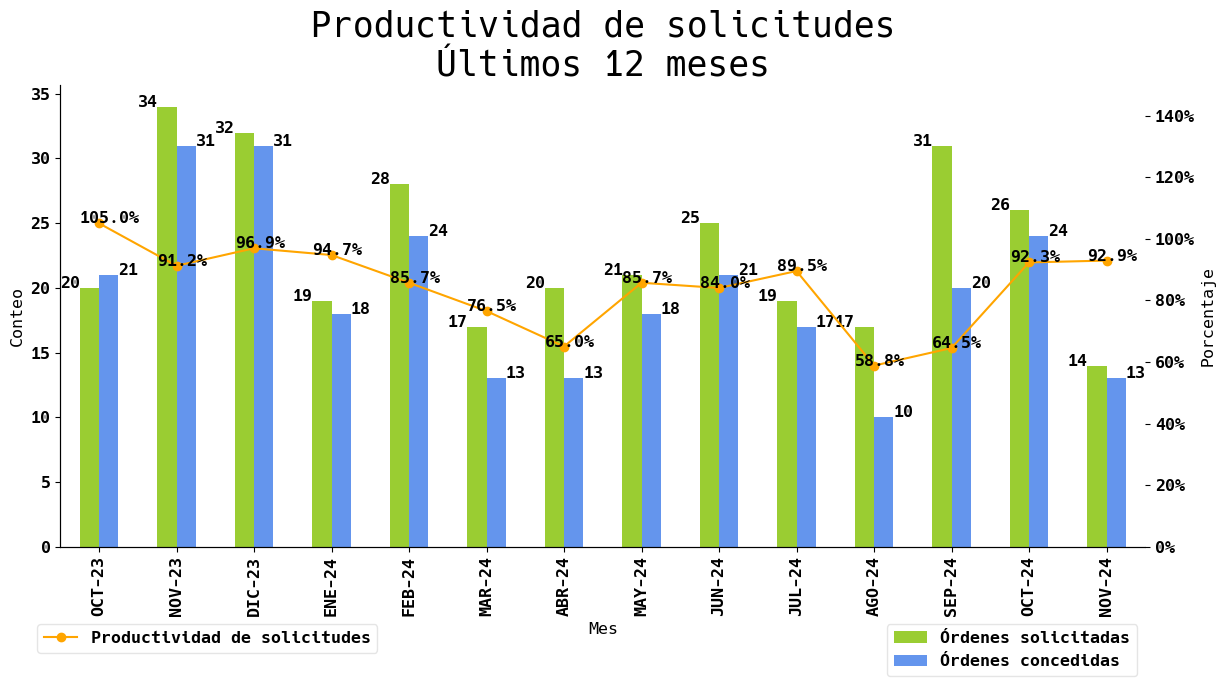 Productividad de solicitudes
Últimos 12 meses
Conteo
35
30
25
20
15
10
5
0
140%
120%
100%
80%
60%
40%
20%
0%
Porcentaje
20 21 105.0%
34 31 91.2%
32 31 96.9%
19 18 94.7%
28 24 85.7%
17 13 76.5%
20 13 65.0%
21 18 85.7%
25 21 84.0%
19 17 89.5%
17 10 58.8%
31 20 64.5%
26 24 92.3%
14 13 92.9%
OCT-23
NOV-23
DIC-23
ENE-24
FEB-24
MAR-24
ABR-24
MAY-24
JUN-24
JUL-24
AGO-24
SEP-24
OCT-24
NOV-24
Mes
Productividad de solicitudes
Órdenes solicitadas
Órdenes concedidas